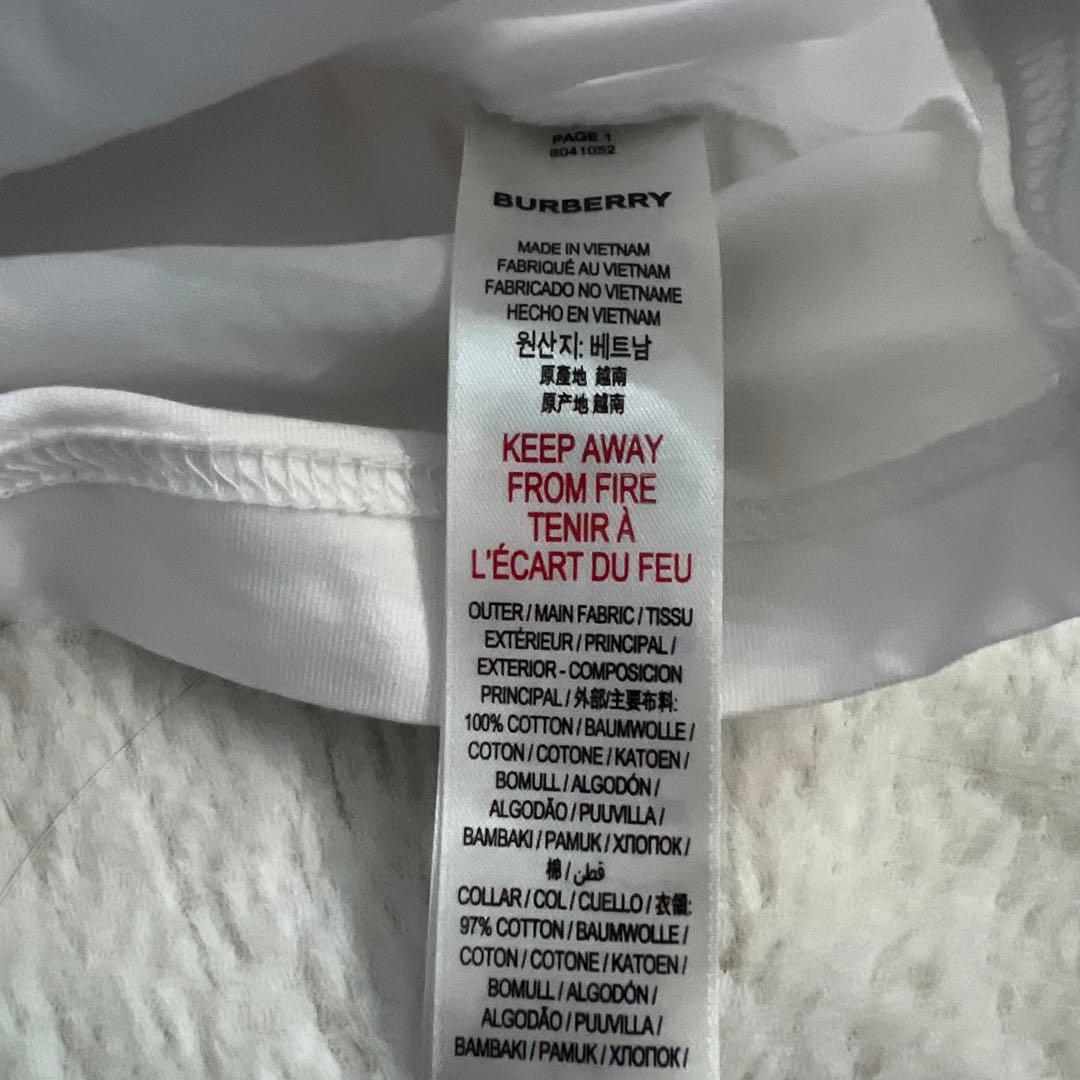 PAGE 1
8041052
BURBERRY
MADE IN VIETNAM
FABRIQUÉ AU VIETNAM
FABRICADO NO VIETNAME
HECHO EN VIETNAM
원산지: 베트남
原產地 越南
原产地 越南
KEEP AWAY
FROM FIRE
TENIR À
L'ÉCART DU FEU
OUTER / MAIN FABRIC / TISSU
EXTÉRIEUR / PRINCIPAL /
EXTERIOR - COMPOSICION
PRINCIPAL / 外部/主要布料:
100% COTTON / BAUMWOLLE /
COTON / COTONE / KATOEN /
BOMULL / ALGODÓN /
ALGODÃO / PUUVILLA /
BAMBAKI / PAMUK / ХЛОПОК /
棉 / قطن
COLLAR / COL / CUELLO / 衣領:
97% COTTON / BAUMWOLLE /
COTON / COTONE / KATOEN /
BOMULL / ALGODÓN /
ALGODÃO / PUUVILLA /
BAMBAKI / PAMUK / ХЛОПОК /